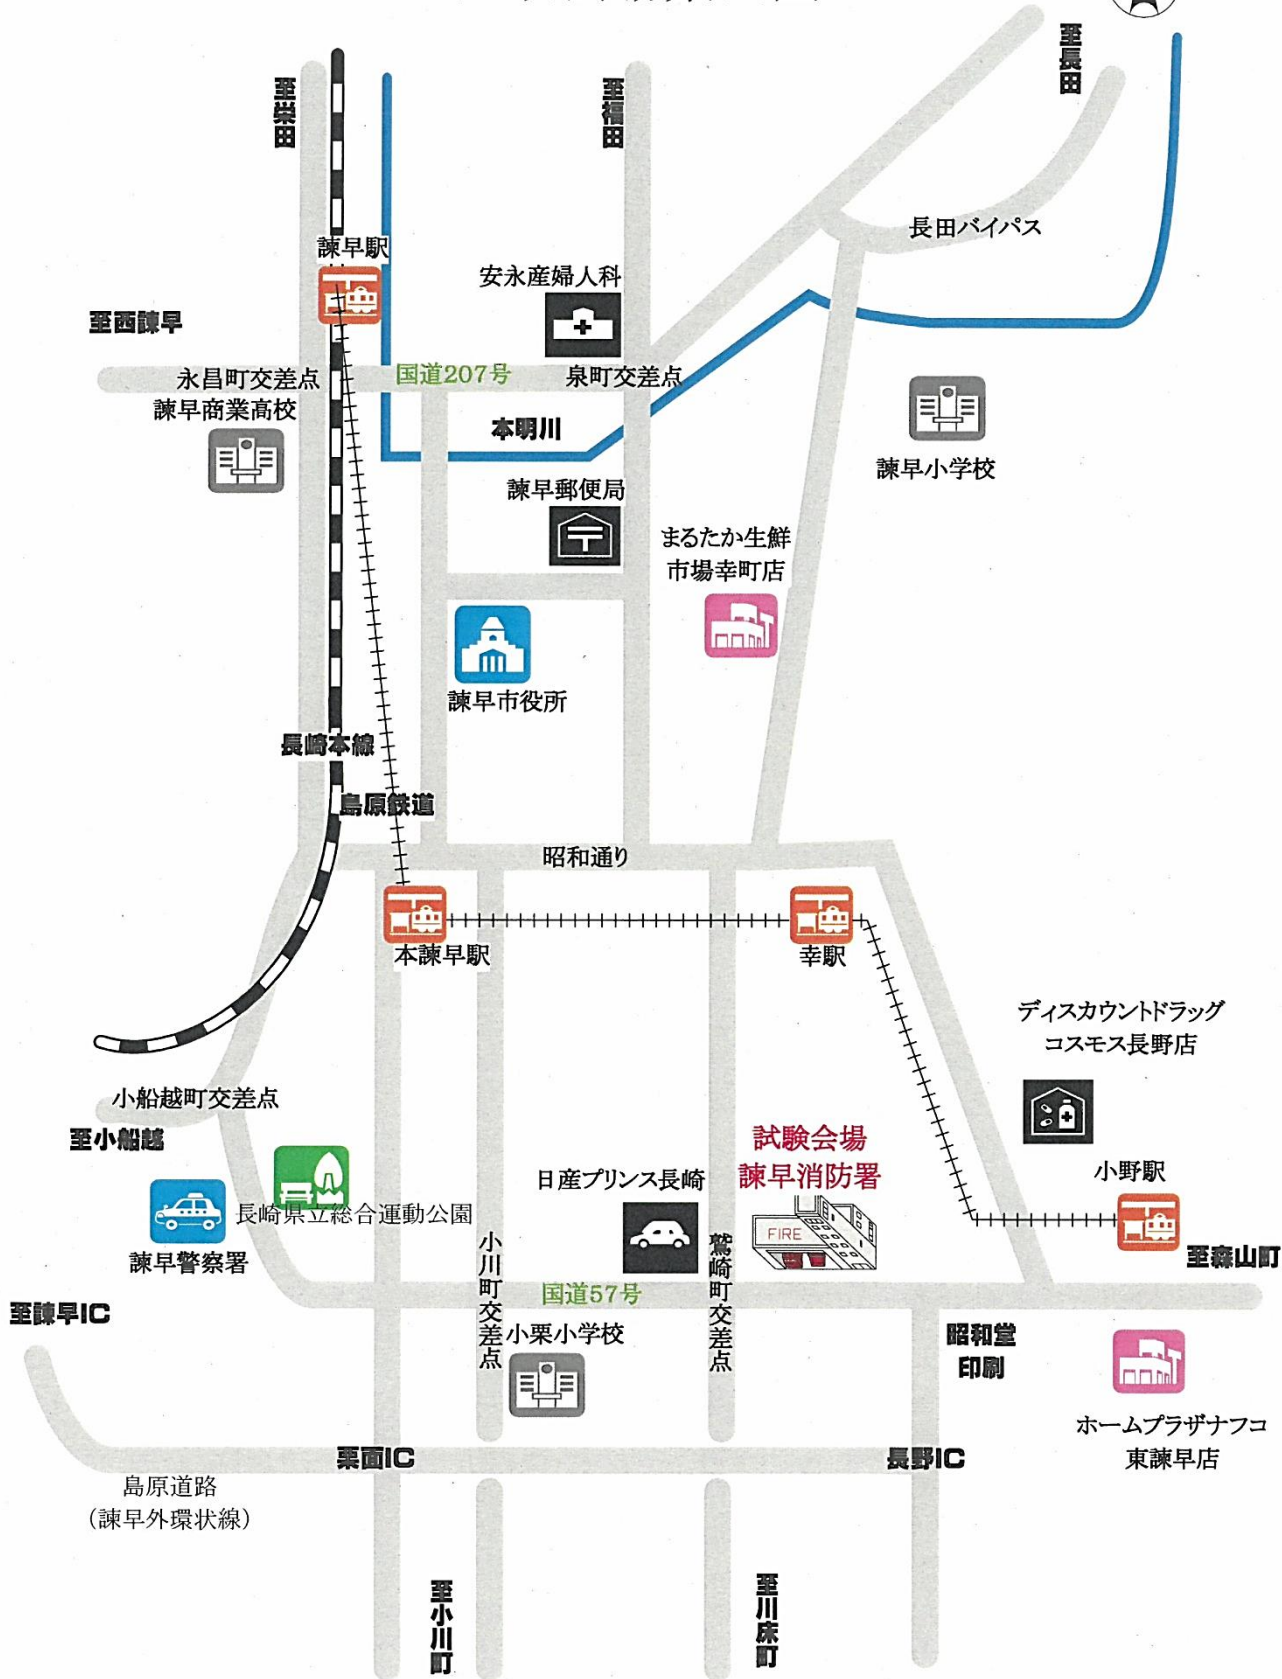 至長田
至栄田
至福田
長田バイパス
諫早駅
安永産婦人科
至西諫早
永昌町交差点
国道207号
泉町交差点
諫早商業高校
本明川
諫早小学校
諫早郵便局
まるたか生鮮
市場幸町店
諫早市役所
長崎本線
島原鉄道
昭和通り
本諫早駅
幸駅
ディスカウントドラッグ
コスモス長野店
小船越町交差点
至小船越
試験会場
諫早消防署
日産プリンス長崎
小野駅
長崎県立総合運動公園
諫早警察署
FIRE
小川町交差点
鷲崎町交差点
至森山町
国道57号
至諫早IC
小栗小学校
昭和堂
印刷
ホームプラザナフコ
東諫早店
栗面IC
長野IC
島原道路
(諫早外環状線)
至小川町
至川床町